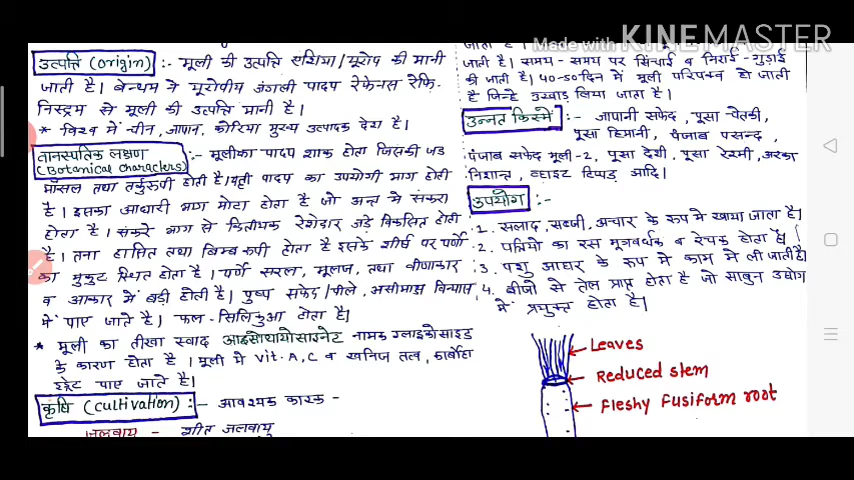 Made with KINEMASTER
उत्पत्ति (origin) :- मूली की उत्पत्ति एशिया/यूरोप की मानी
जाती है। बेन्थम ने यूरोपीय जंगली पादप रेफेनस रेफि-
निस्ट्रम से मूली की उत्पत्ति मानी है।
* विश्व में चीन, जापान, कोरिया मुख्य उत्पादक देश है।
वानस्पतिक लक्षण (Botanical characters) :- मूली का पादप शाक होता जिसकी जड
माँसल तथा तर्कुरूपी होती है। यही पादप का उपयोगी भाग होती
है। इसका आधारी भाग मोटा होता है जो अन्त में संकरा
होता है। संकरे भाग से द्वितीयक रेशेदार जड़े विकसित होती
है। तना हासित तथा बिम्ब रुपी होता है इसके शीर्ष पर पर्णो
का मुकुट स्थित होता है। पर्णे सरल, मूलज, तथा वीणाकार
व आकार में बड़ी होती है। पुष्प सफेद/पीले, असीमाक्ष विन्यास
में पाए जाते है। फल-सिलिकुआ होता है।
* मूली का तीखा स्वाद आइसोथायोसाइनेट नामक ग्लाइकोसाइड
के कारण होता है। मूली मे Vit. A, C व खनिज तत्व, कार्बोहा
इड्रेट पाए जाते है।
कृषि (cultivation) :- आवश्यक कारक -
जलवायु - शीत जलवायु
जाती है। समय-समय पर सिंचाई व निराई-गुड़ाई
की जाती है। 40-50 दिन में मूली परिपक्व हो जाती
है जिन्हे उखाड़ लिया जाता है।
उन्नत किस्में :- जापानी सफेद, पूसा चेतकी,
पूसा हिमानी, पंजाब पसन्द,
पंजाब सफेद मूली-2, पूसा देशी, पूसा रेश्मी, अरका
निशान्त, व्हाइट टिपड आदि।
उपयोग :-
1. सलाद, सब्जी, अचार के रूप में खाया जाता है।
2. पत्तियो का रस मूत्रवर्धक व रेचक होता है।
3. पशु आहार के रुप मे काम में ली जाती है।
4. बीजो से तेल प्राप्त होता है जो साबुन उद्योग
में प्रयुक्त होता है।
Leaves
Reduced stem
Fleshy fusiform root